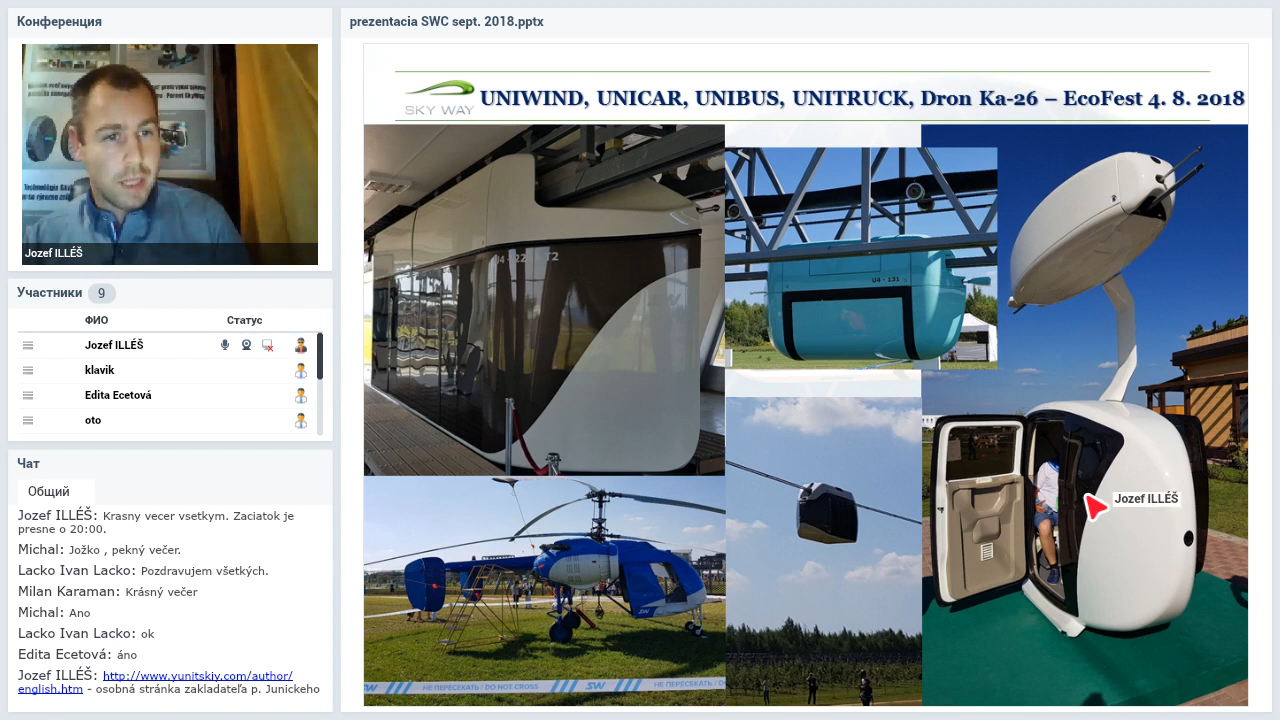 Конференция
Jozef ILLÉŠ
Участники 9
ФИО Статус
Jozef ILLÉŠ
klavik
Edita Ecetová
oto
Чат
Общий
Jozef ILLÉŠ: Krasny vecer vsetkym. Zaciatok je
presne o 20:00.
Michal: Jožko , pekný večer.
Lacko Ivan Lacko: Pozdravujem všetkých.
Milan Karaman: Krásný večer
Michal: Ano
Lacko Ivan Lacko: ok
Edita Ecetová: áno
Jozef ILLÉŠ: http://www.yunitskiy.com/author/
english.htm - osobná stránka zakladateľa p. Junickeho
prezentacia SWC sept. 2018.pptx
SKY WAY
UNIWIND, UNICAR, UNIBUS, UNITRUCK, Dron Ka-26 – EcoFest 4. 8. 2018
U4 - 131
Jozef ILLÉŠ
SW
НЕ ПЕРЕСЕКАТЬ / DO NOT CROSS
SW
НЕ ПЕРЕСЕКАТЬ / DO